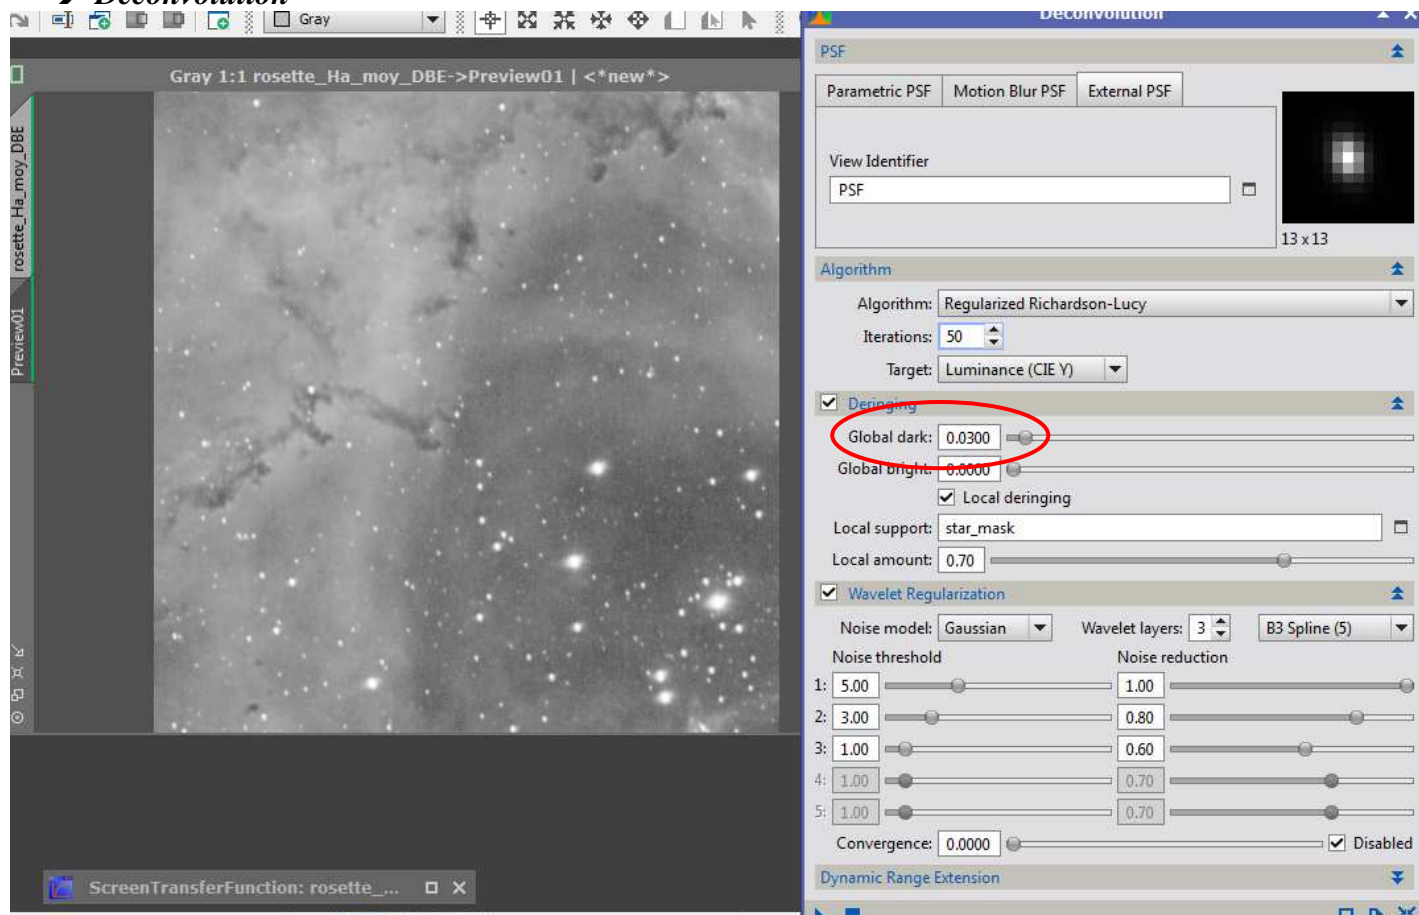 2 Deconvolution
Gray
Gray 1:1 rosette_Ha_moy_DBE->Preview01 | <*new*>
rosette_Ha_moy_DBE
Preview01
ScreenTransferFunction: rosette_...
Deconvolution
PSF
Parametric PSF Motion Blur PSF External PSF
View Identifier
PSF
13 x 13
Algorithm
Algorithm: Regularized Richardson-Lucy
Iterations: 50
Target: Luminance (CIE Y)
Deringing
Global dark: 0.0300
Global bright: 0.0000
Local deringing
Local support: star_mask
Local amount: 0.70
Wavelet Regularization
Noise model: Gaussian Wavelet layers: 3 B3 Spline (5)
Noise threshold Noise reduction
1: 5.00 1.00
2: 3.00 0.80
3: 1.00 0.60
4: 1.00 0.70
5: 1.00 0.70
Convergence: 0.0000 Disabled
Dynamic Range Extension